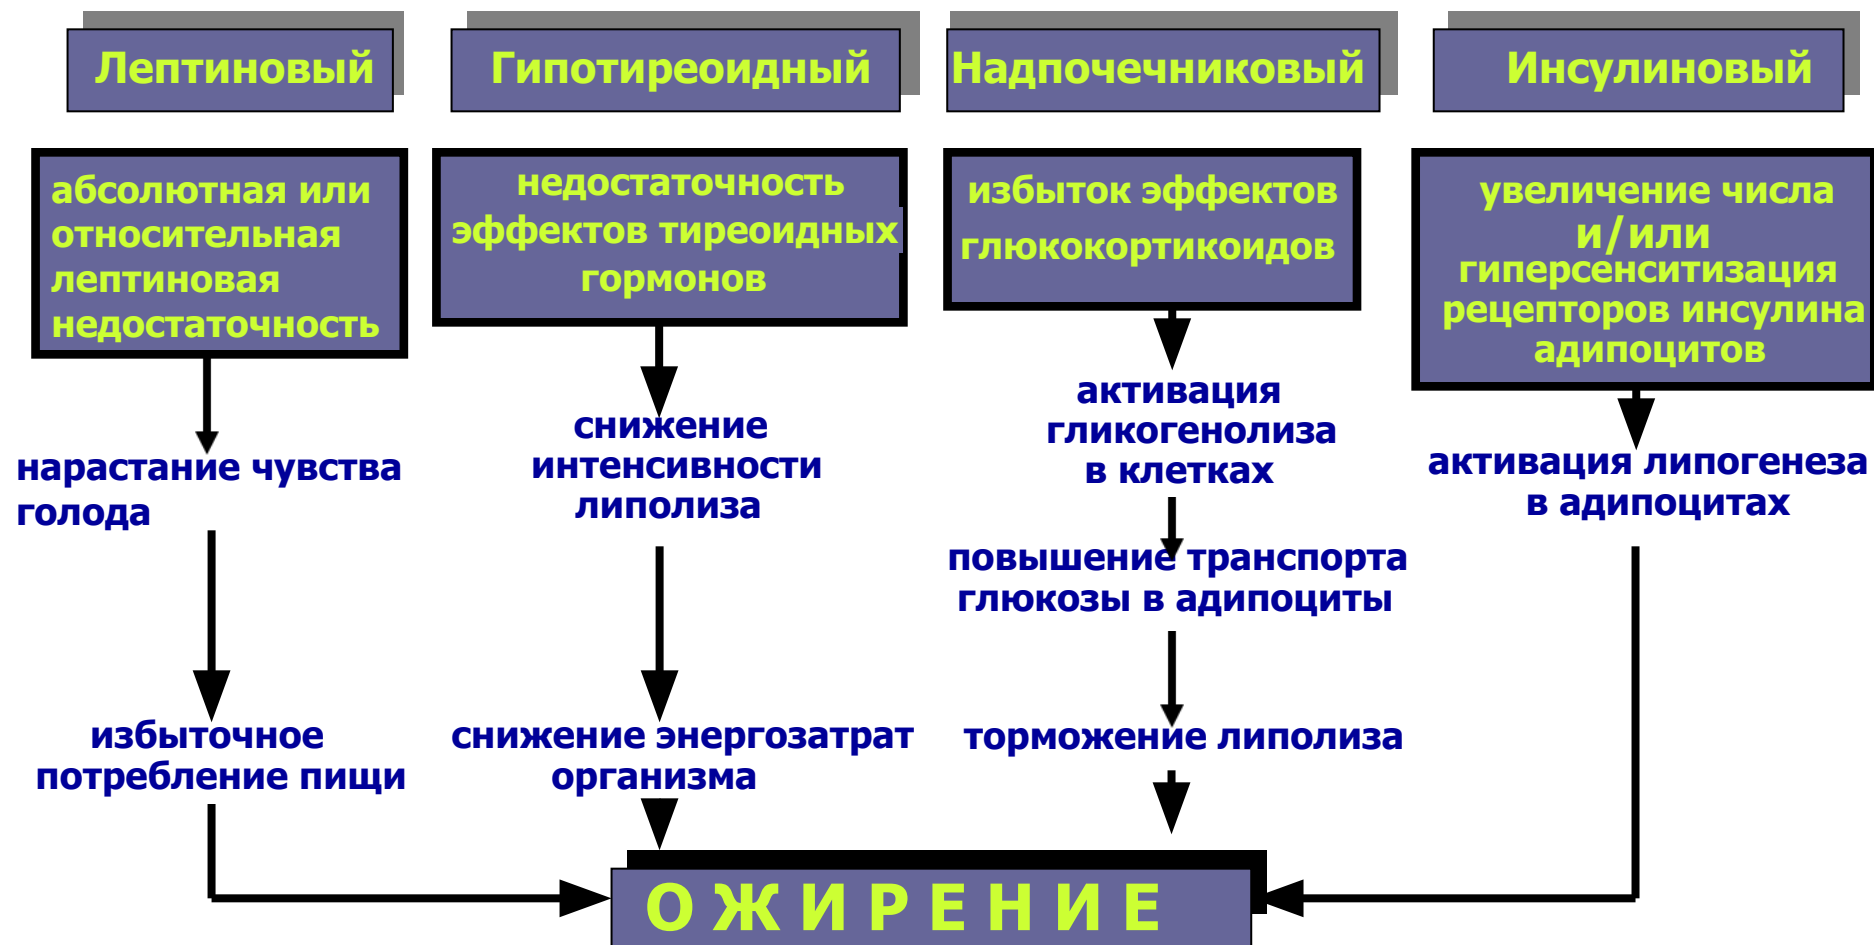 Лептиновый
Гипотиреоидный
Надпочечниковый
Инсулиновый
абсолютная или
относительная
лептиновая
недостаточность
недостаточность
эффектов тиреоидных
гормонов
избыток эффектов
глюкокортикоидов
увеличение числа
и/или
гиперсенситизация
рецепторов инсулина
адипоцитов
нарастание чувства
голода
снижение
интенсивности
липолиза
активация
гликогенолиза
в клетках
активация липогенеза
в адипоцитах
повышение транспорта
глюкозы в адипоциты
избыточное
потребление пищи
снижение энергозатрат
организма
торможение липолиза
ОЖИРЕНИЕ